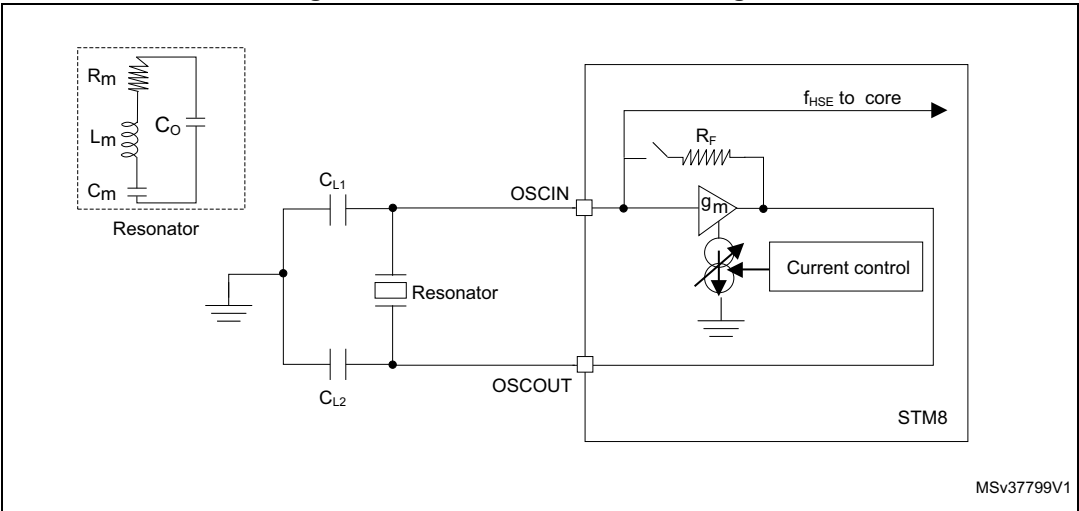 Rm
Lm
Cm
CO
Resonator
CL1
CL2
Resonator
OSCIN
OSCOUT
fHSE to core
RF
gm
Current control
STM8
MSv37799V1